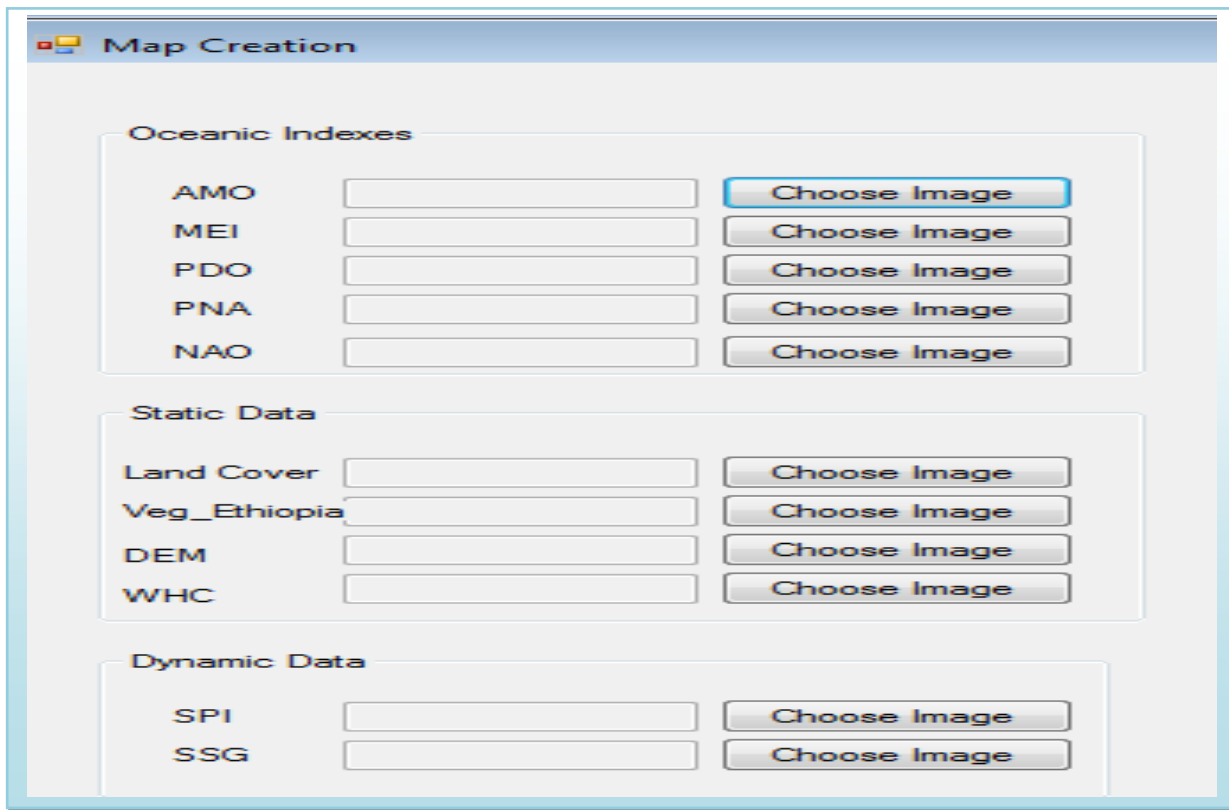 Map Creation
Oceanic Indexes
AMO Choose Image
MEI Choose Image
PDO Choose Image
PNA Choose Image
NAO Choose Image
Static Data
Land Cover Choose Image
Veg_Ethiopia Choose Image
DEM Choose Image
WHC Choose Image
Dynamic Data
SPI Choose Image
SSG Choose Image